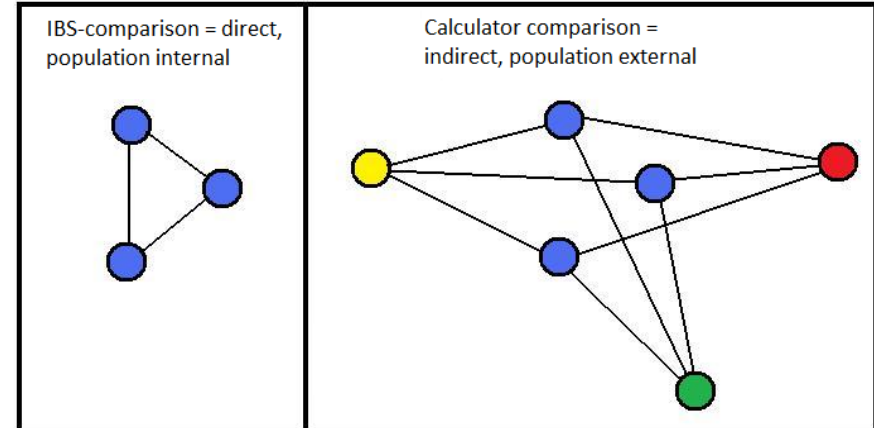 IBS-comparison = direct,
population internal
Calculator comparison =
indirect, population external